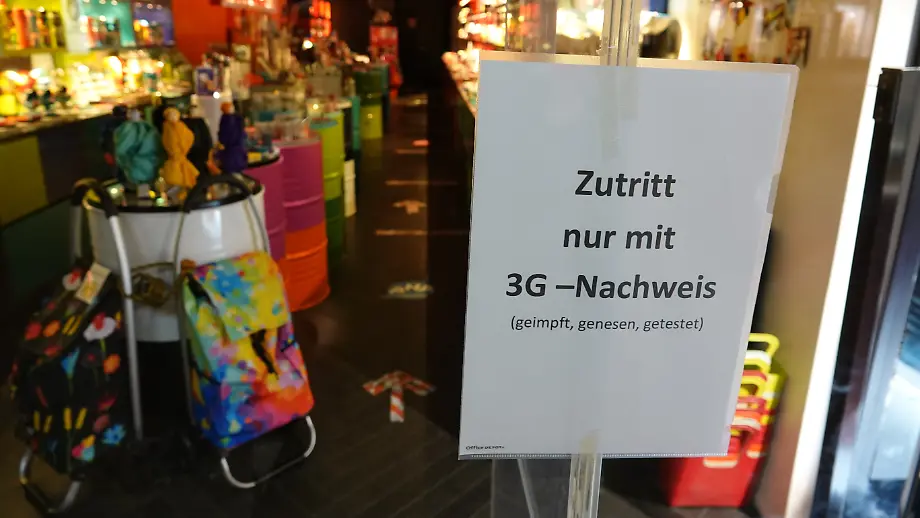 Zutritt
nur mit
3G –Nachweis
(geimpft, genesen, getestet)